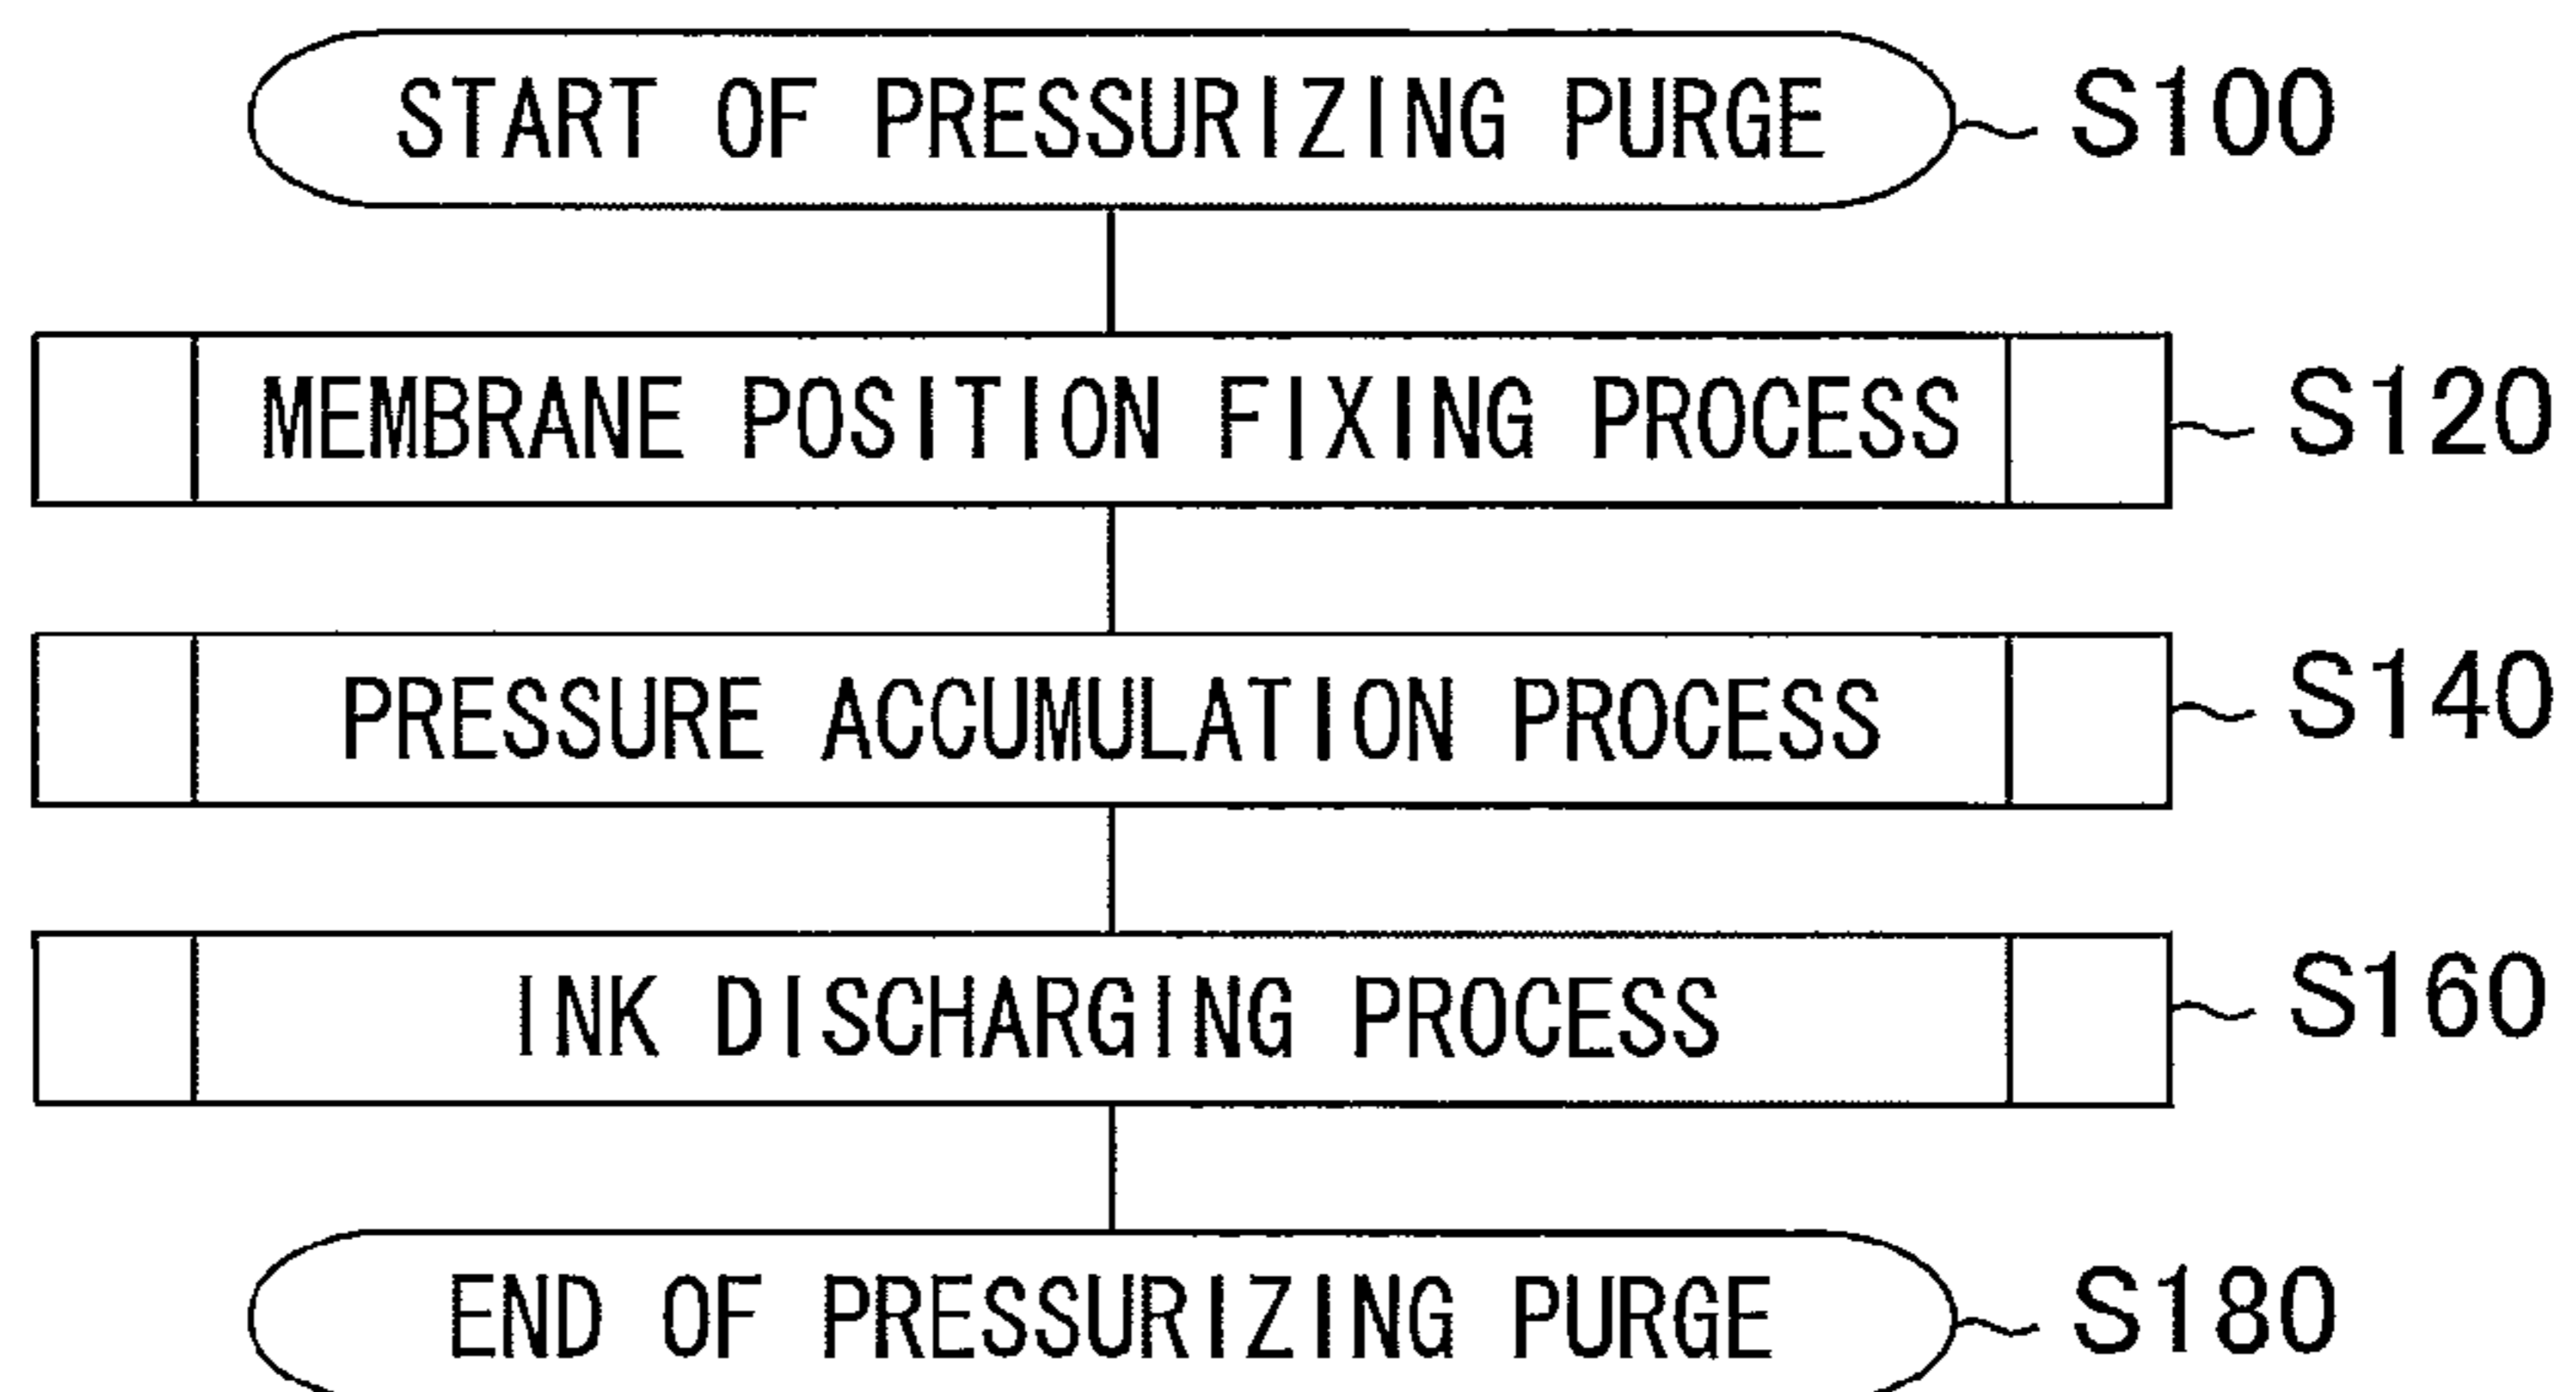 START OF PRESSURIZING PURGE S100
MEMBRANE POSITION FIXING PROCESS S120
PRESSURE ACCUMULATION PROCESS S140
INK DISCHARGING PROCESS S160
END OF PRESSURIZING PURGE S180